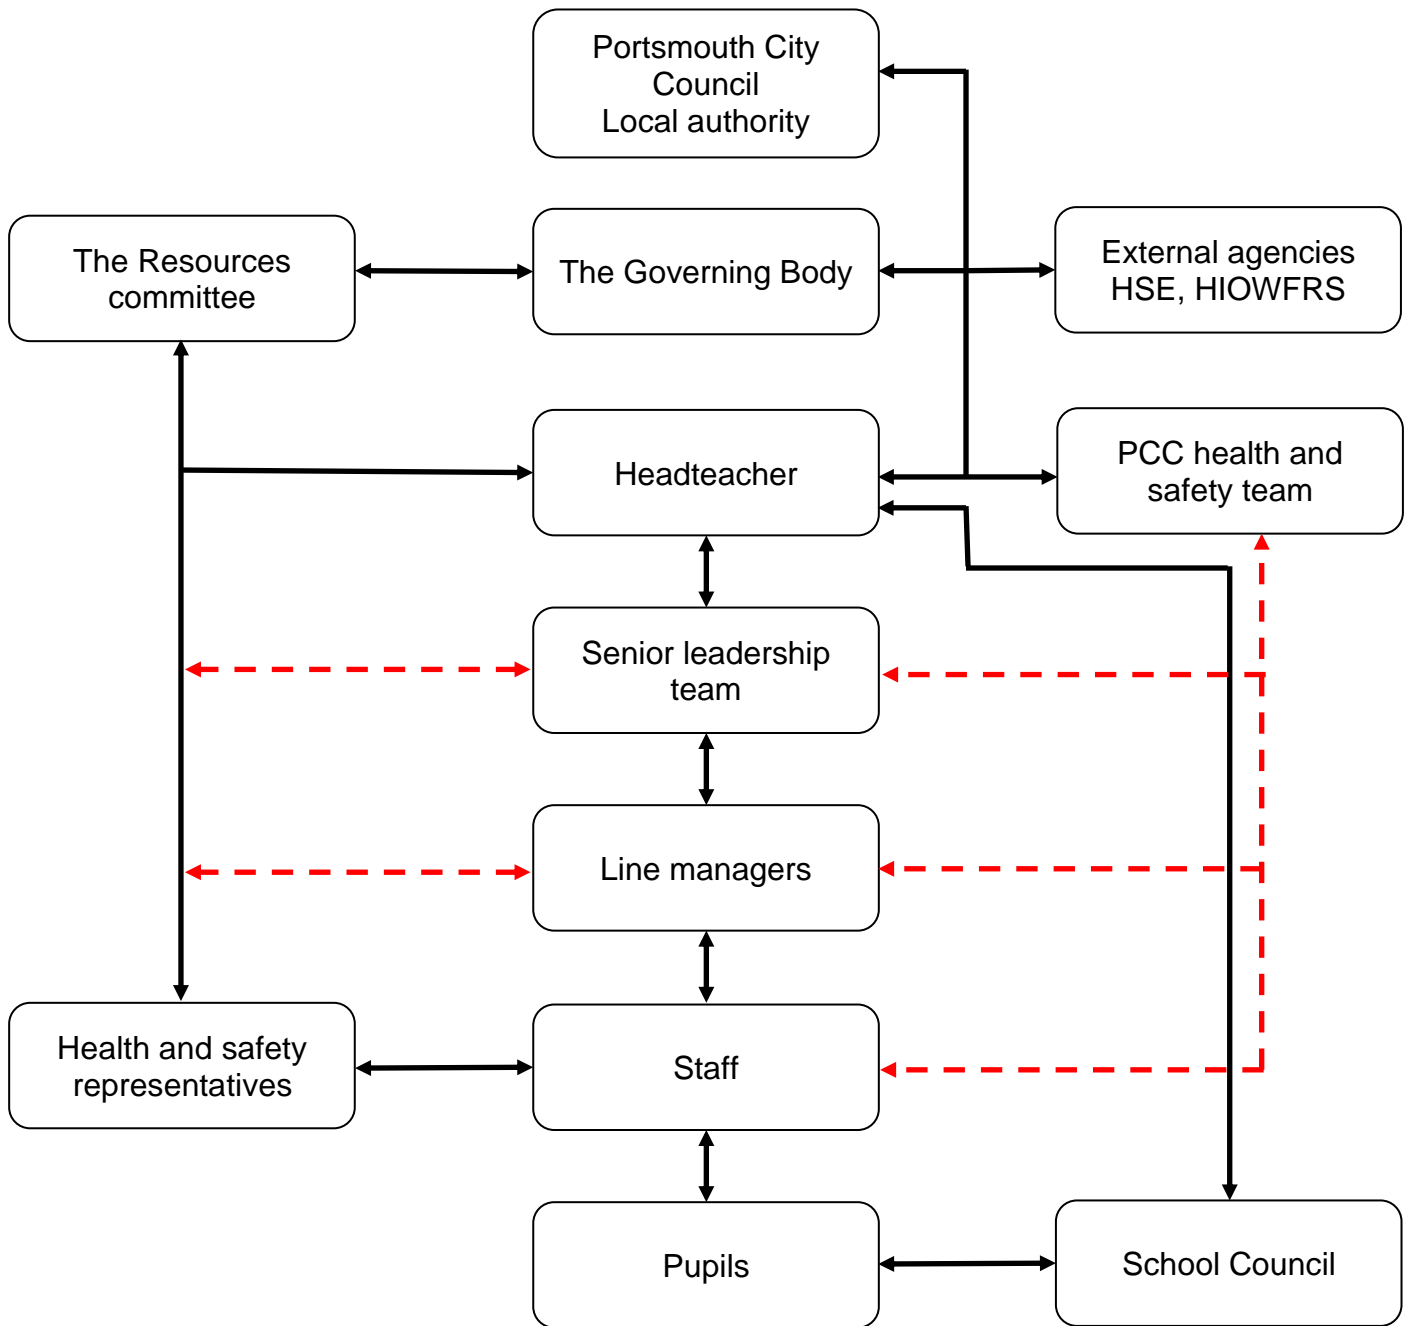 Portsmouth City
Council
Local authority
The Resources
committee
The Governing Body
External agencies
HSE, HIOWFRS
Headteacher
PCC health and
safety team
Senior leadership
team
Line managers
Health and safety
representatives
Staff
Pupils
School Council